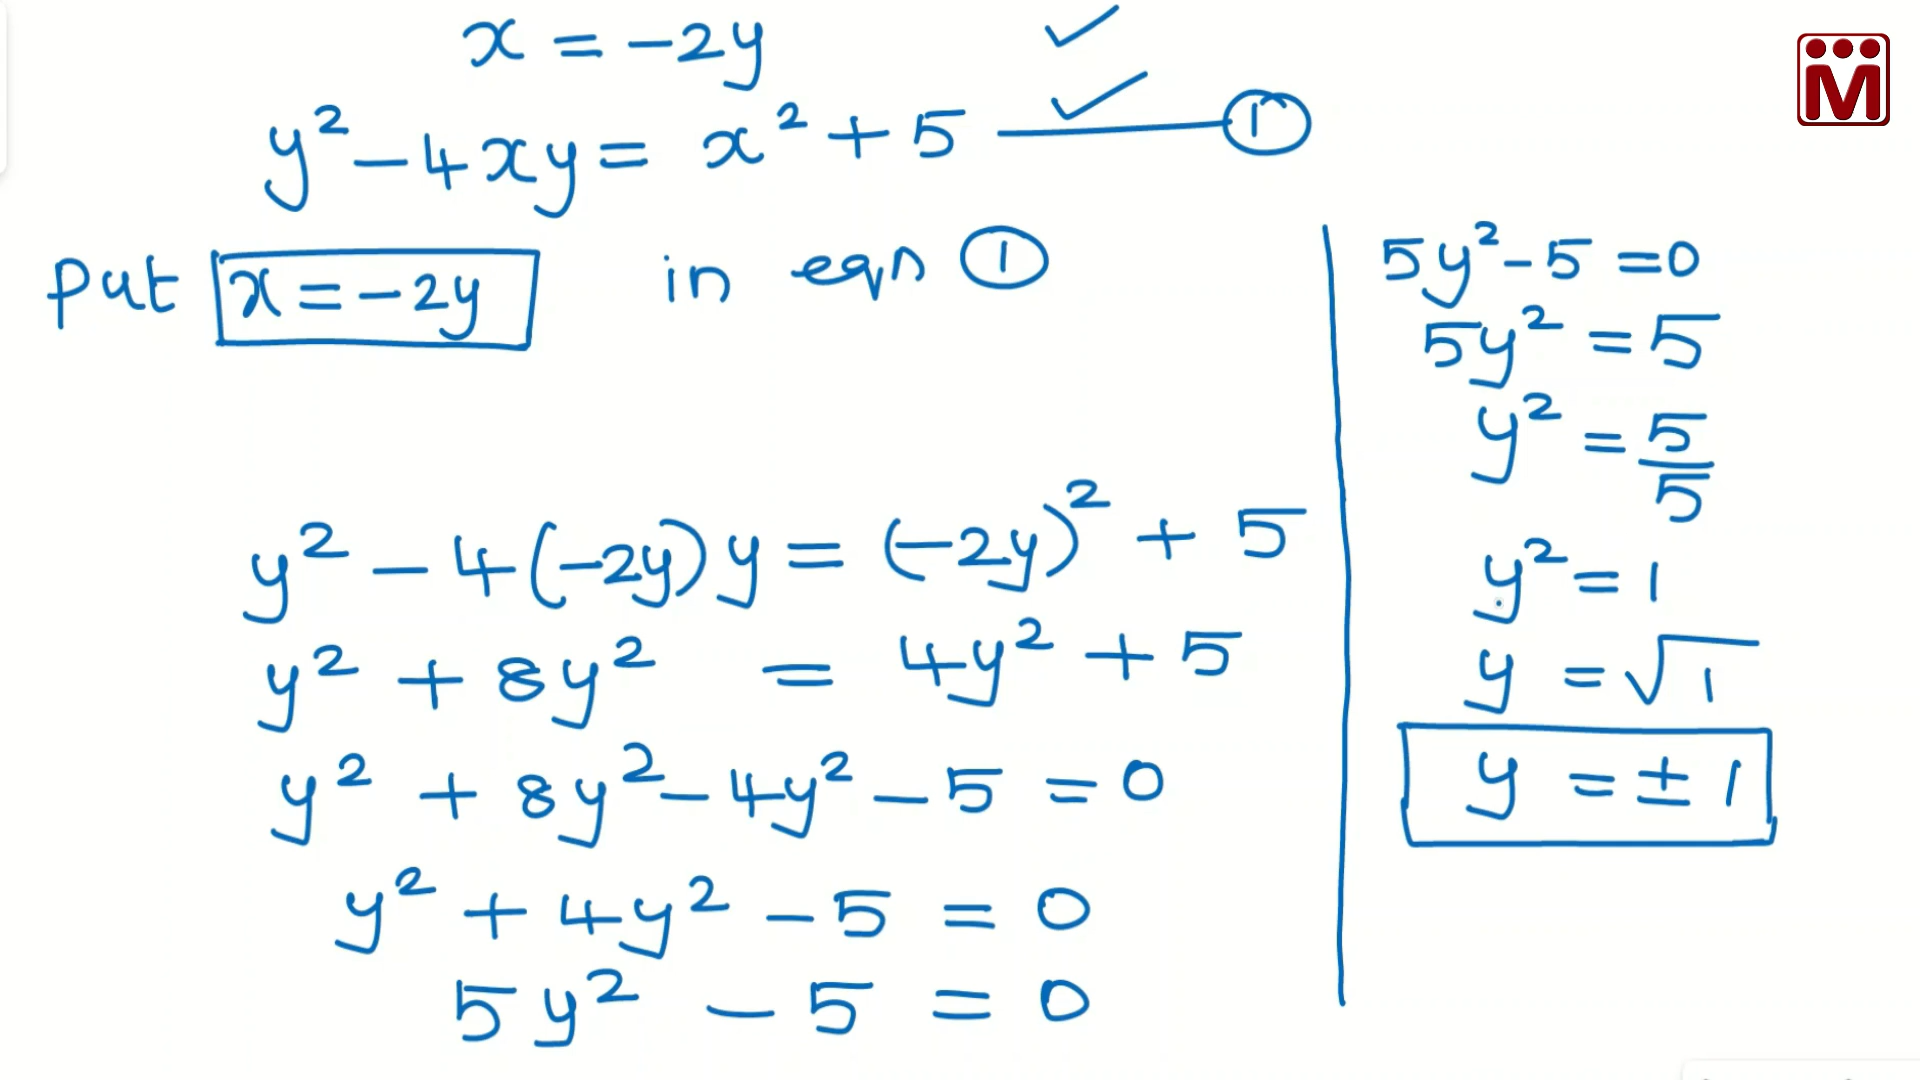 x = -2y
y² - 4xy = x² + 5 ①
put x = -2y in eqn ①
y² - 4(-2y)y = (-2y)² + 5
y² + 8y² = 4y² + 5
y² + 8y² - 4y² - 5 = 0
y² + 4y² - 5 = 0
5y² - 5 = 0
5y² - 5 = 0
5y² = 5
y² = 5/5
y² = 1
y = √1
y = ± 1
M